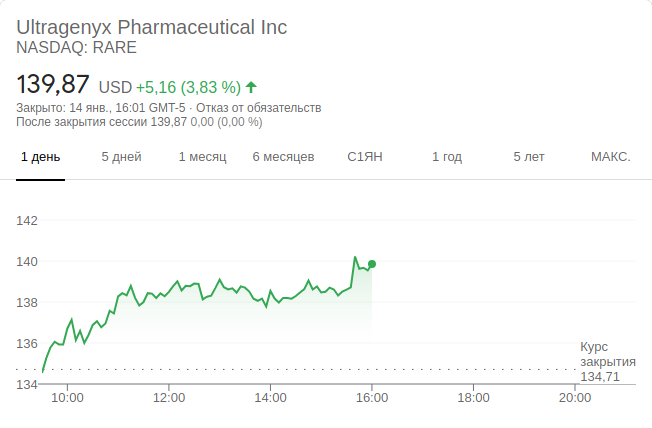 Ultragenyx Pharmaceutical Inc
NASDAQ: RARE
139,87 USD +5,16 (3,83 %)
Закрыто: 14 янв., 16:01 GMT-5 · Отказ от обязательств
После закрытия сессии 139,87 0,00 (0,00 %)
1 день 5 дней 1 месяц 6 месяцев С1ЯН 1 год 5 лет МАКС.
142
140
138
136
Курс
закрытия
134,71
134
10:00 12:00 14:00 16:00 18:00 20:00